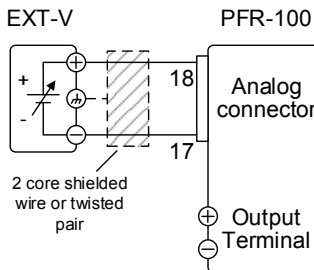 EXT-V
PFR-100
+
-
18
17
Analog
connector
2 core shielded
wire or twisted
pair
Output
Terminal